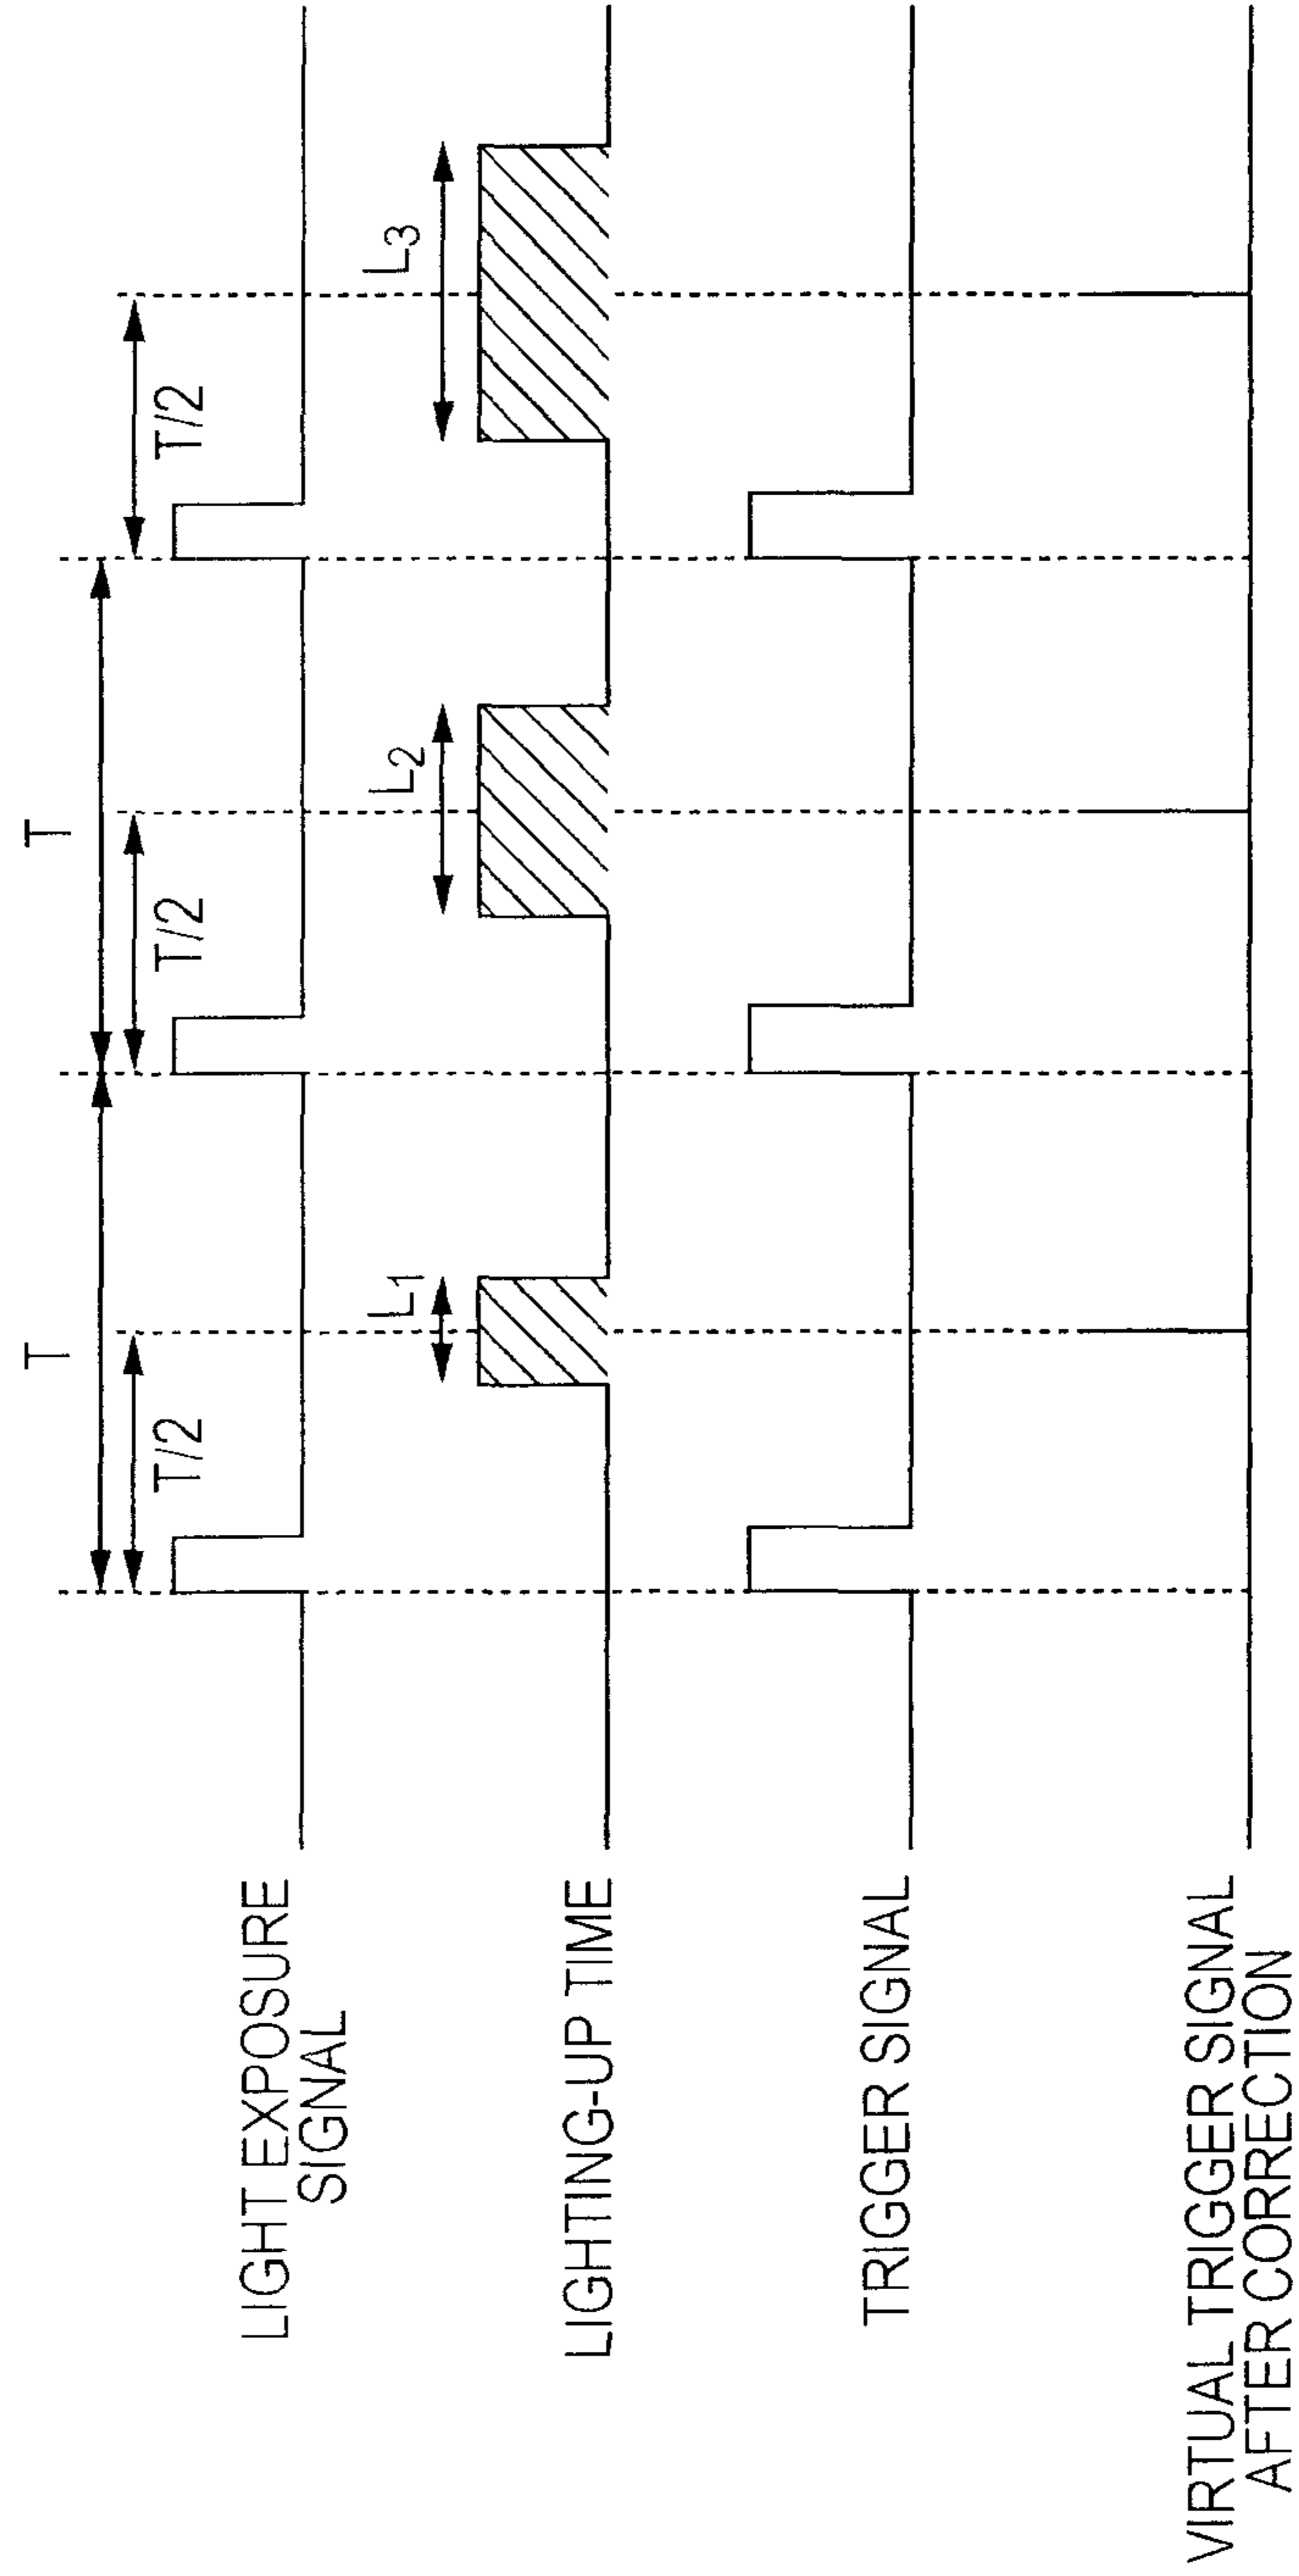 T
T
T/2
T/2
T/2
LIGHT EXPOSURE
SIGNAL
L1
L2
L3
LIGHTING-UP TIME
TRIGGER SIGNAL
VIRTUAL TRIGGER SIGNAL
AFTER CORRECTION